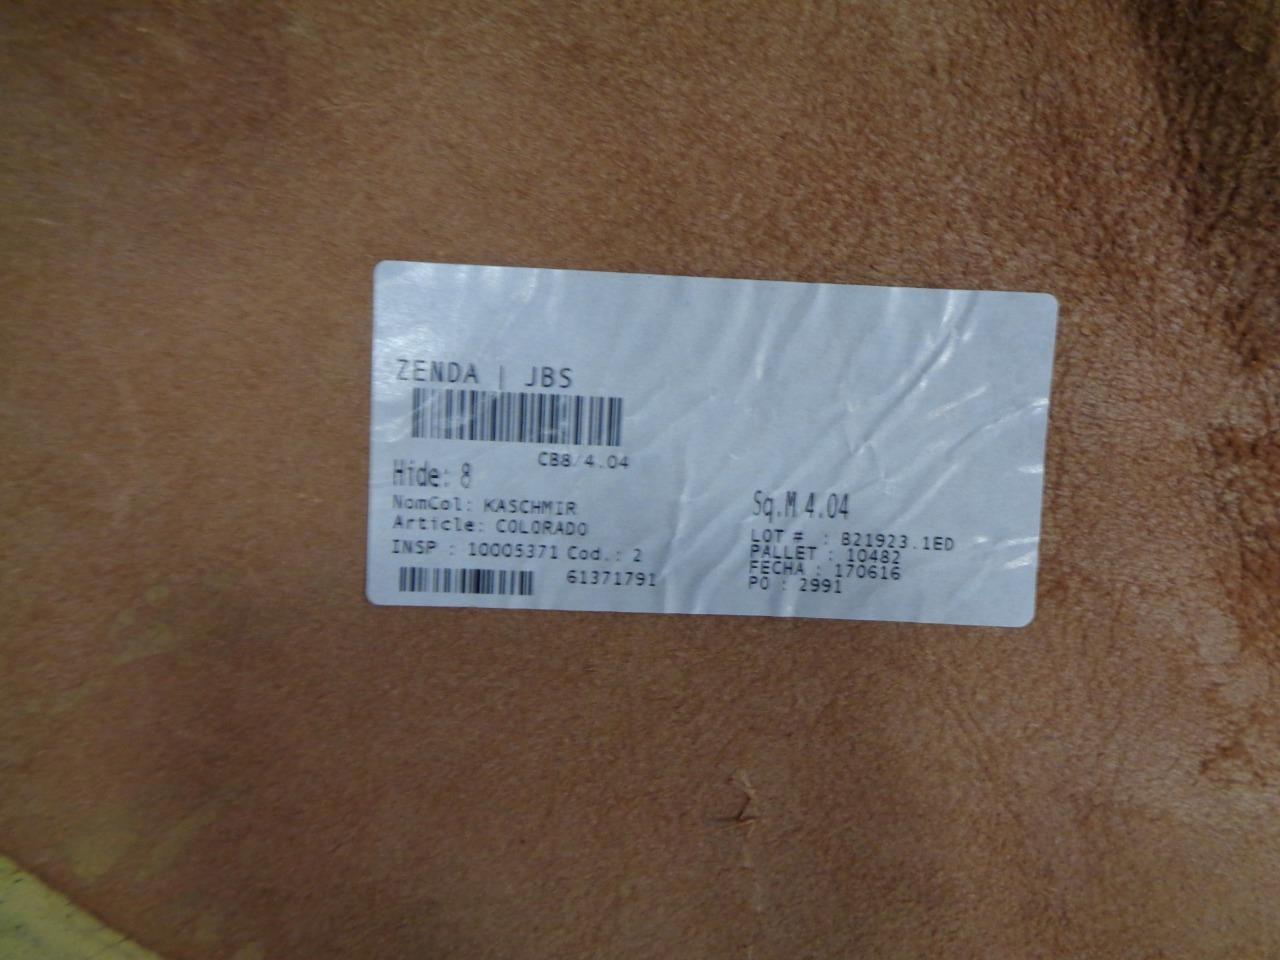 ZENDA | JBS
CB8/4.04
Hide: 8
NomCol: KASCHMIR
Article: COLORADO
INSP : 10005371 Cod.: 2
61371791
Sq.M 4.04
LOT # : B21923.1ED
PALLET : 10482
FECHA : 170616
PO : 2991